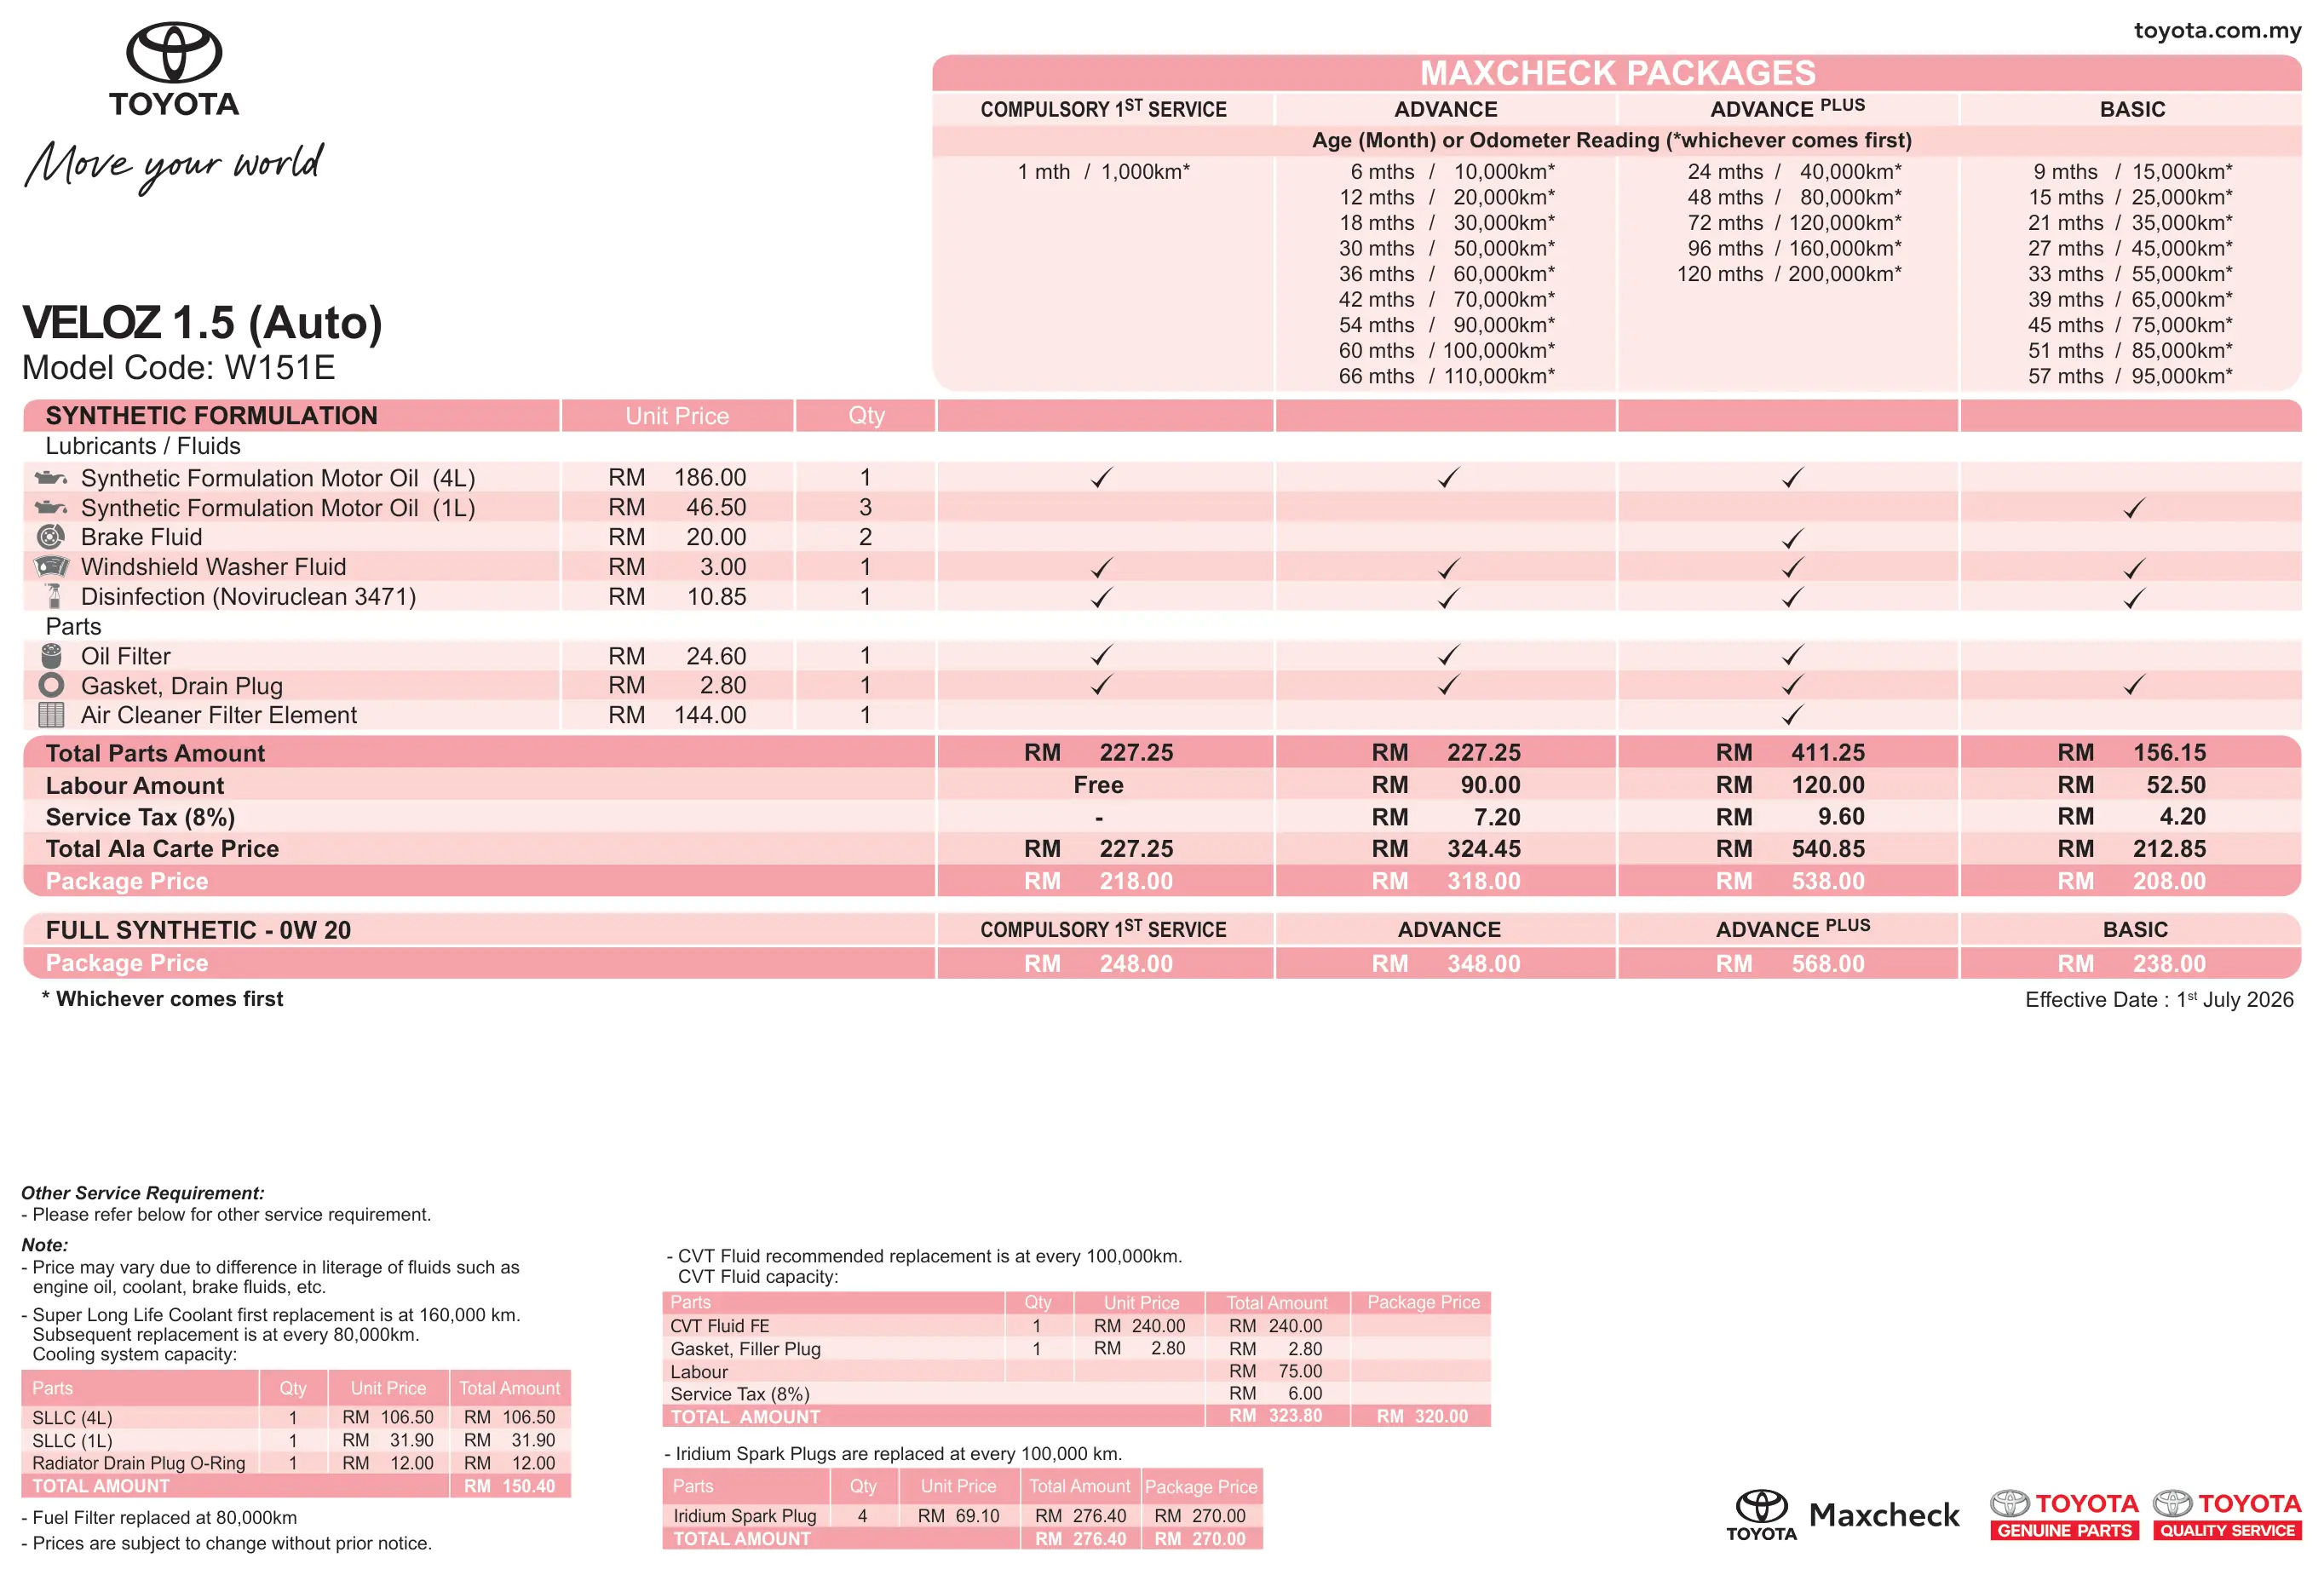 toyota.com.my
TOYOTA
Move your world
MAXCHECK PACKAGES
COMPULSORY 1ST SERVICE ADVANCE ADVANCE PLUS BASIC
Age (Month) or Odometer Reading (*whichever comes first)
1 mth / 1,000km* 6 mths / 10,000km* 24 mths / 40,000km* 9 mths / 15,000km*
12 mths / 20,000km* 48 mths / 80,000km* 15 mths / 25,000km*
18 mths / 30,000km* 72 mths / 120,000km* 21 mths / 35,000km*
30 mths / 50,000km* 96 mths / 160,000km* 27 mths / 45,000km*
36 mths / 60,000km* 120 mths / 200,000km* 33 mths / 55,000km*
42 mths / 70,000km* 39 mths / 65,000km*
54 mths / 90,000km* 45 mths / 75,000km*
60 mths / 100,000km* 51 mths / 85,000km*
66 mths / 110,000km* 57 mths / 95,000km*
VELOZ 1.5 (Auto)
Model Code: W151E
SYNTHETIC FORMULATION Unit Price Qty
Lubricants / Fluids
Synthetic Formulation Motor Oil (4L) RM 186.00 1 ✓ ✓ ✓
Synthetic Formulation Motor Oil (1L) RM 46.50 3 ✓
Brake Fluid RM 20.00 2 ✓
Windshield Washer Fluid RM 3.00 1 ✓ ✓ ✓ ✓
Disinfection (Noviruclean 3471) RM 10.85 1 ✓ ✓ ✓ ✓
Parts
Oil Filter RM 24.60 1 ✓ ✓ ✓
Gasket, Drain Plug RM 2.80 1 ✓ ✓ ✓ ✓
Air Cleaner Filter Element RM 144.00 1 ✓
Total Parts Amount RM 227.25 RM 227.25 RM 411.25 RM 156.15
Labour Amount Free RM 90.00 RM 120.00 RM 52.50
Service Tax (8%) - RM 7.20 RM 9.60 RM 4.20
Total Ala Carte Price RM 227.25 RM 324.45 RM 540.85 RM 212.85
Package Price RM 218.00 RM 318.00 RM 538.00 RM 208.00
FULL SYNTHETIC - 0W 20 COMPULSORY 1ST SERVICE ADVANCE ADVANCE PLUS BASIC
Package Price RM 248.00 RM 348.00 RM 568.00 RM 238.00
* Whichever comes first
Effective Date : 1st July 2026
Other Service Requirement:
- Please refer below for other service requirement.
Note:
- Price may vary due to difference in literage of fluids such as
engine oil, coolant, brake fluids, etc.
- Super Long Life Coolant first replacement is at 160,000 km.
Subsequent replacement is at every 80,000km.
Cooling system capacity:
Parts Qty Unit Price Total Amount
SLLC (4L) 1 RM 106.50 RM 106.50
SLLC (1L) 1 RM 31.90 RM 31.90
Radiator Drain Plug O-Ring 1 RM 12.00 RM 12.00
TOTAL AMOUNT RM 150.40
- Fuel Filter replaced at 80,000km
- Prices are subject to change without prior notice.
- CVT Fluid recommended replacement is at every 100,000km.
CVT Fluid capacity:
Parts Qty Unit Price Total Amount Package Price
CVT Fluid FE 1 RM 240.00 RM 240.00
Gasket, Filler Plug 1 RM 2.80 RM 2.80
Labour RM 75.00
Service Tax (8%) RM 6.00
TOTAL AMOUNT RM 323.80 RM 320.00
- Iridium Spark Plugs are replaced at every 100,000 km.
Parts Qty Unit Price Total Amount Package Price
Iridium Spark Plug 4 RM 69.10 RM 276.40 RM 270.00
TOTAL AMOUNT RM 276.40 RM 270.00
TOYOTA Maxcheck
TOYOTA
GENUINE PARTS
TOYOTA
QUALITY SERVICE